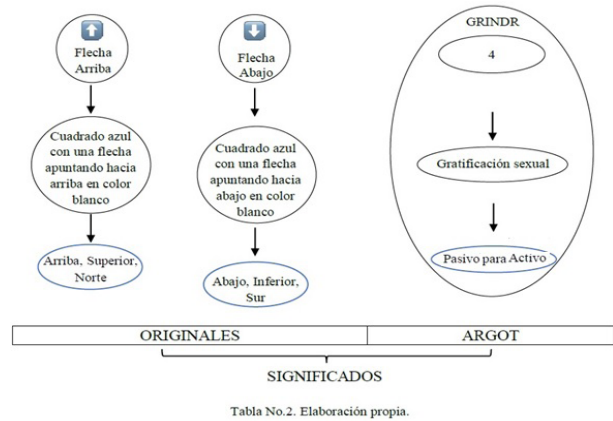 Flecha
Arriba
Cuadrado azul
con una flecha
apuntando hacia
arriba en color
blanco
Arriba, Superior,
Norte
Flecha
Abajo
Cuadrado azul
con una flecha
apuntando hacia
abajo en color
blanco
Abajo, Inferior,
Sur
GRINDR
4
Gratificación sexual
Pasivo para Activo
ORIGINALES
ARGOT
SIGNIFICADOS
Tabla No.2. Elaboración propia.